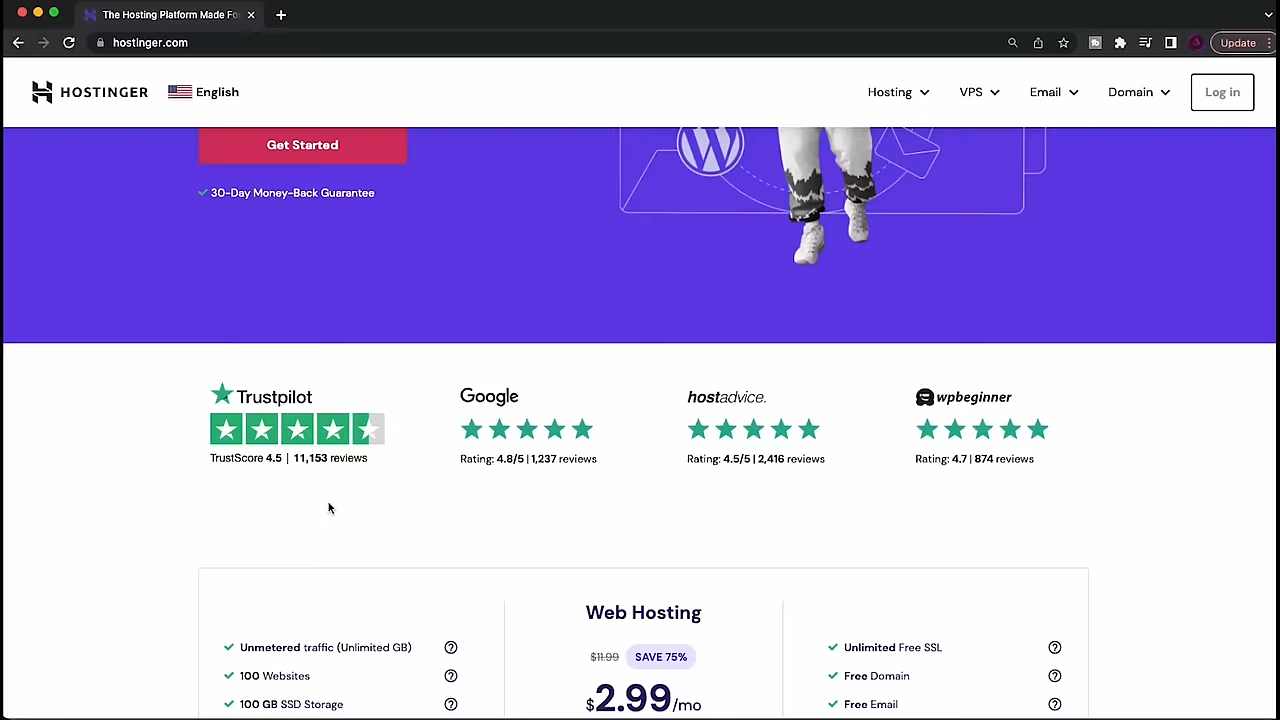 The Hosting Platform Made Fo
hostinger.com
Update
HOSTINGER
English
Hosting
VPS
Email
Domain
Log in
Get Started
30-Day Money-Back Guarantee
Trustpilot
TrustScore 4.5 | 11,153 reviews
Google
Rating: 4.8/5 | 1,237 reviews
hostadvice.
Rating: 4.5/5 | 2,416 reviews
wpbeginner
Rating: 4.7 | 874 reviews
Unmetered traffic (Unlimited GB)
100 Websites
100 GB SSD Storage
Web Hosting
$11.99 SAVE 75%
$2.99/mo
Unlimited Free SSL
Free Domain
Free Email